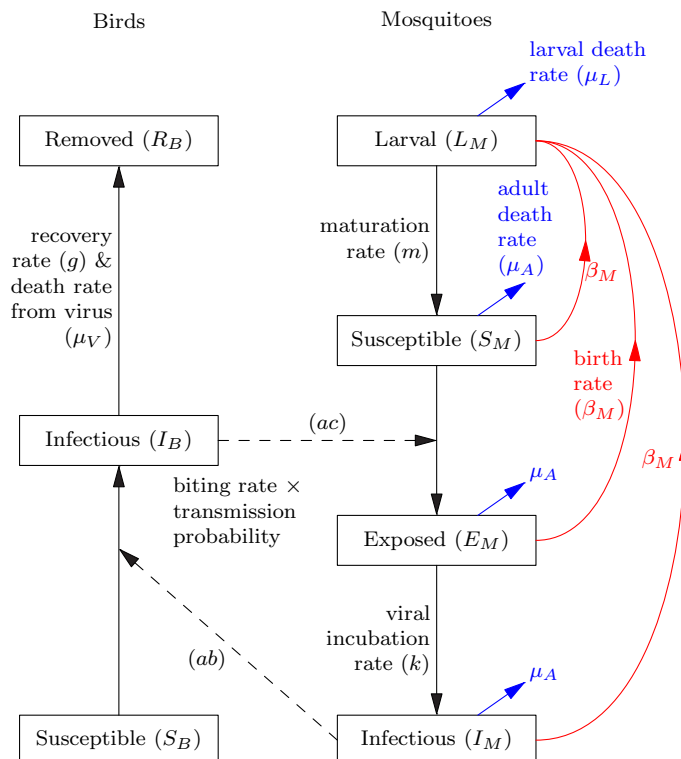 Birds
Mosquitoes
larval death
rate (μ_L)
Removed (R_B)
Larval (L_M)
adult
death
rate
(μ_A)
maturation
rate (m)
recovery
rate (g) &
death rate
from virus
(μ_V)
β_M
Susceptible (S_M)
birth
rate
(β_M)
Infectious (I_B)
(ac)
β_M
biting rate ×
transmission
probability
μ_A
Exposed (E_M)
viral
incubation
rate (k)
(ab)
μ_A
Susceptible (S_B)
Infectious (I_M)